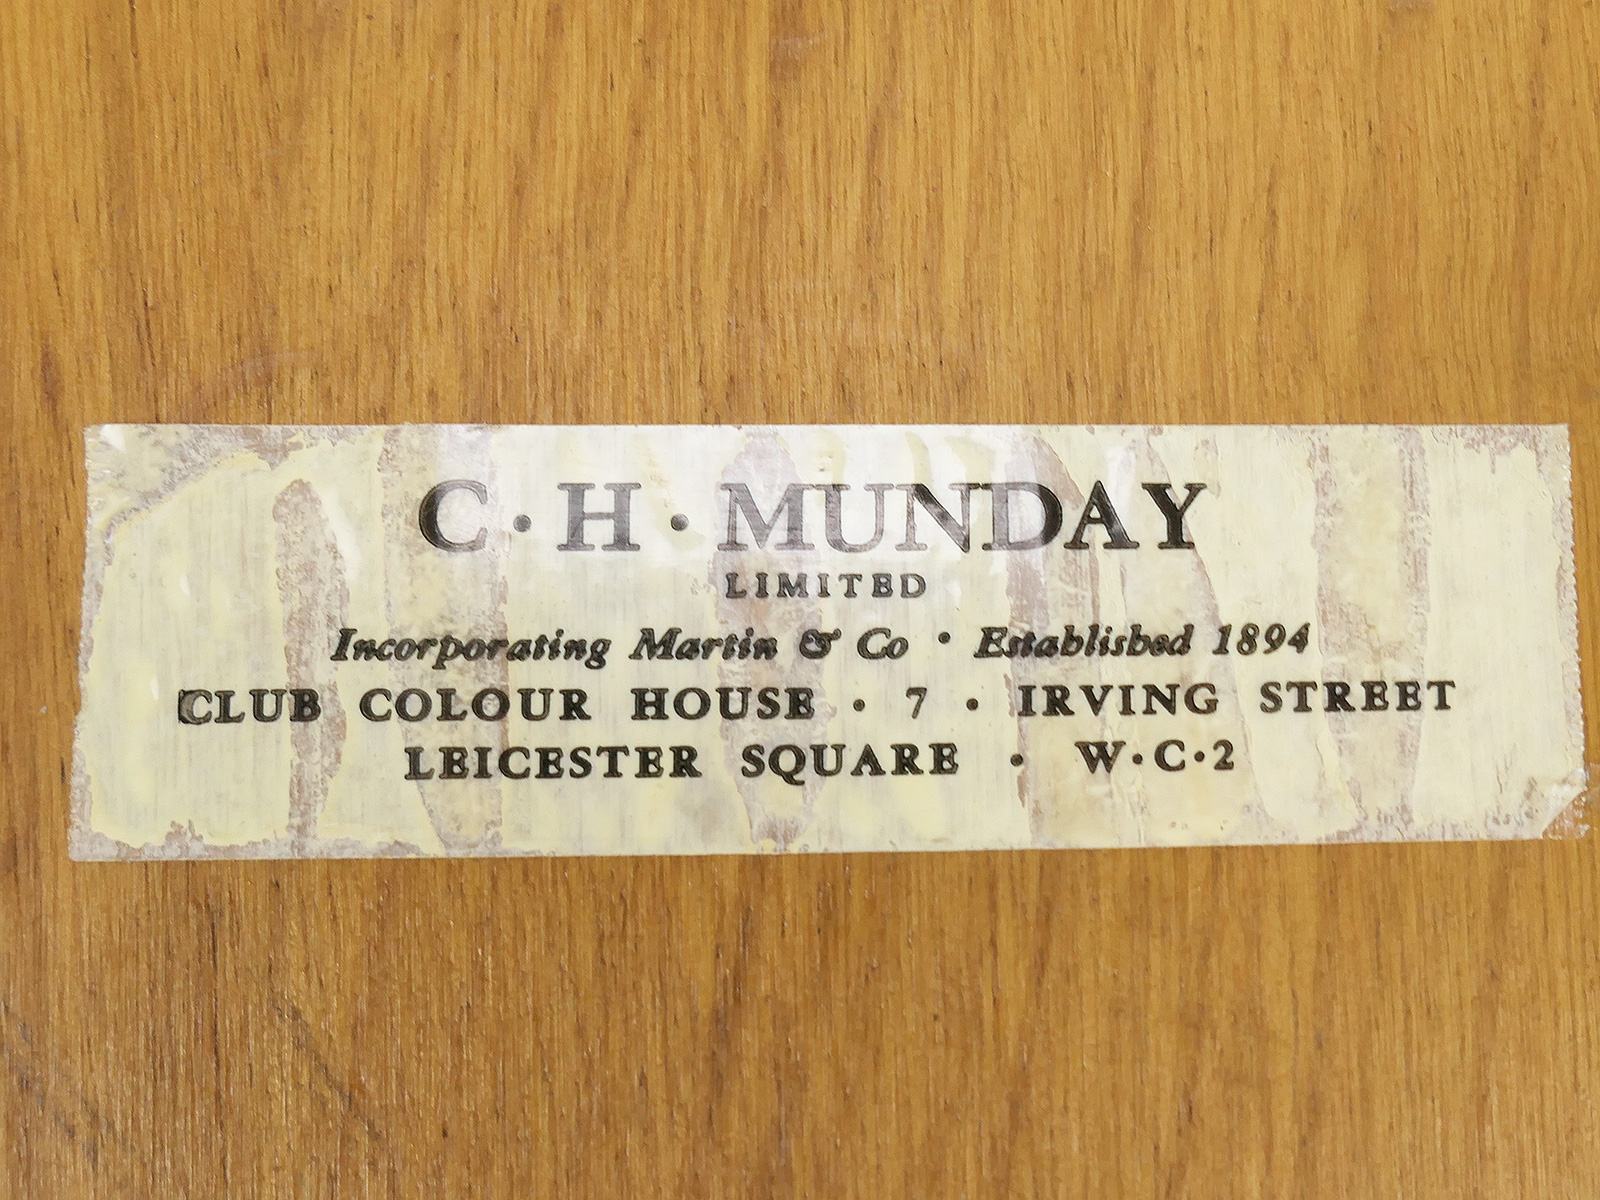 C·H·MUNDAY
LIMITED
Incorporating Martin & Co · Established 1894
CLUB COLOUR HOUSE · 7 · IRVING STREET
LEICESTER SQUARE · W·C·2